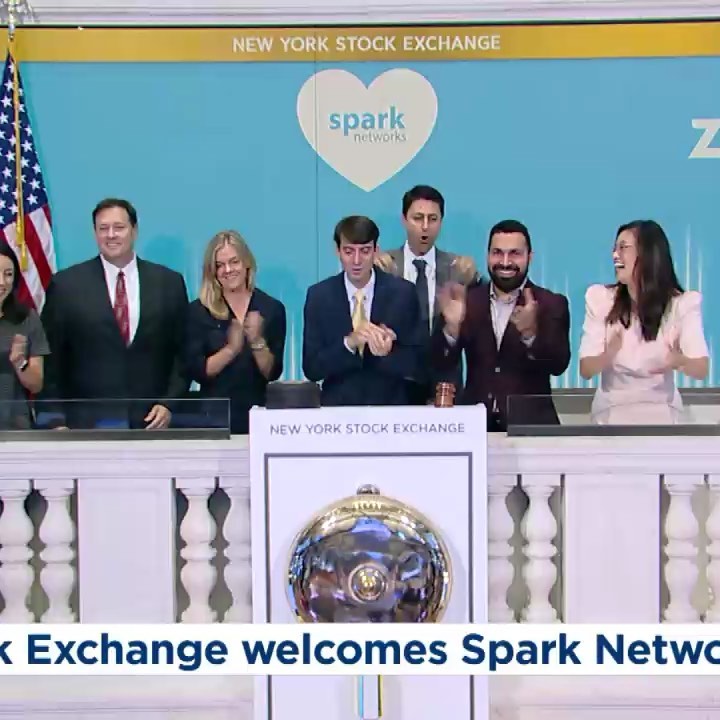 NEW YORK STOCK EXCHANGE
spark
networks
Z
NEW YORK STOCK EXCHANGE
k Exchange welcomes Spark Netwo